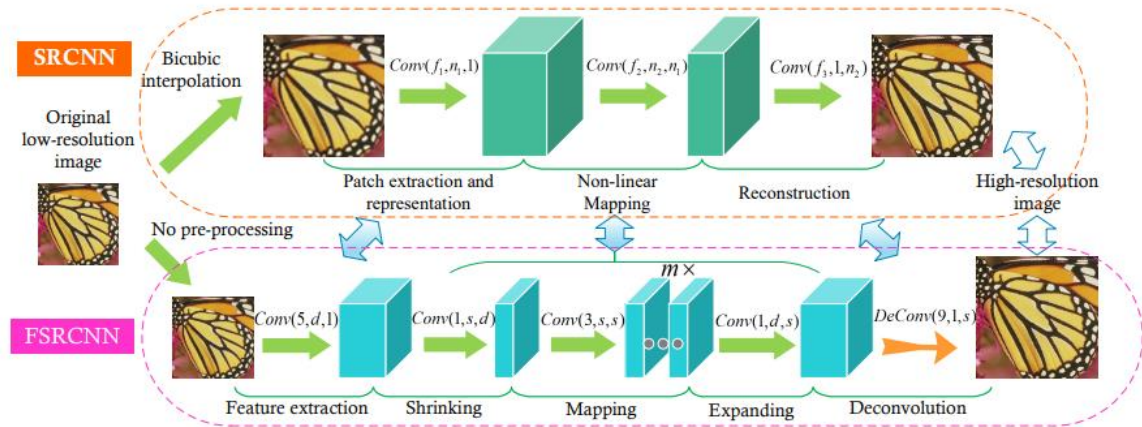 SRCNN
Bicubic
interpolation
Original
low-resolution
image
Conv(f₁,n₁,1)
Conv(f₂,n₂,n₁)
Conv(f₃,1,n₂)
Patch extraction and
representation
Non-linear
Mapping
Reconstruction
High-resolution
image
No pre-processing
m×
FSRCNN
Conv(5,d,1)
Conv(1,s,d)
Conv(3,s,s)
Conv(1,d,s)
DeConv(9,1,s)
Feature extraction
Shrinking
Mapping
Expanding
Deconvolution